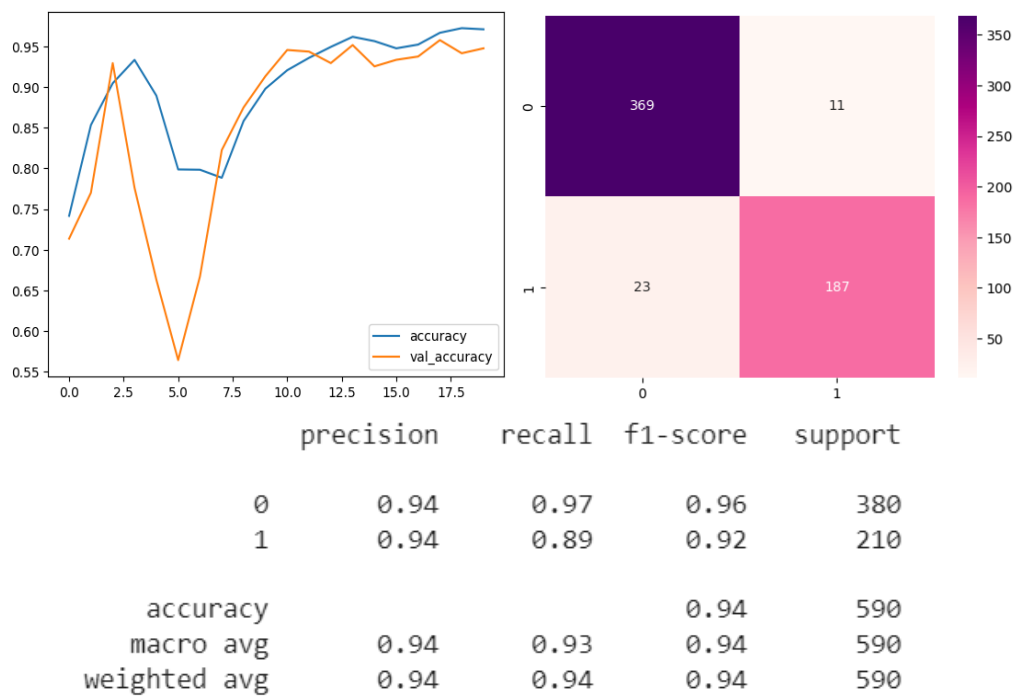 0.95
0.90
0.85
0.80
0.75
0.70
0.65
0.60
0.55
0.0 2.5 5.0 7.5 10.0 12.5 15.0 17.5
accuracy
val_accuracy
0
1
369 11
23 187
0 1
350
300
250
200
150
100
50
precision recall f1-score support
0 0.94 0.97 0.96 380
1 0.94 0.89 0.92 210
accuracy 0.94 590
macro avg 0.94 0.93 0.94 590
weighted avg 0.94 0.94 0.94 590